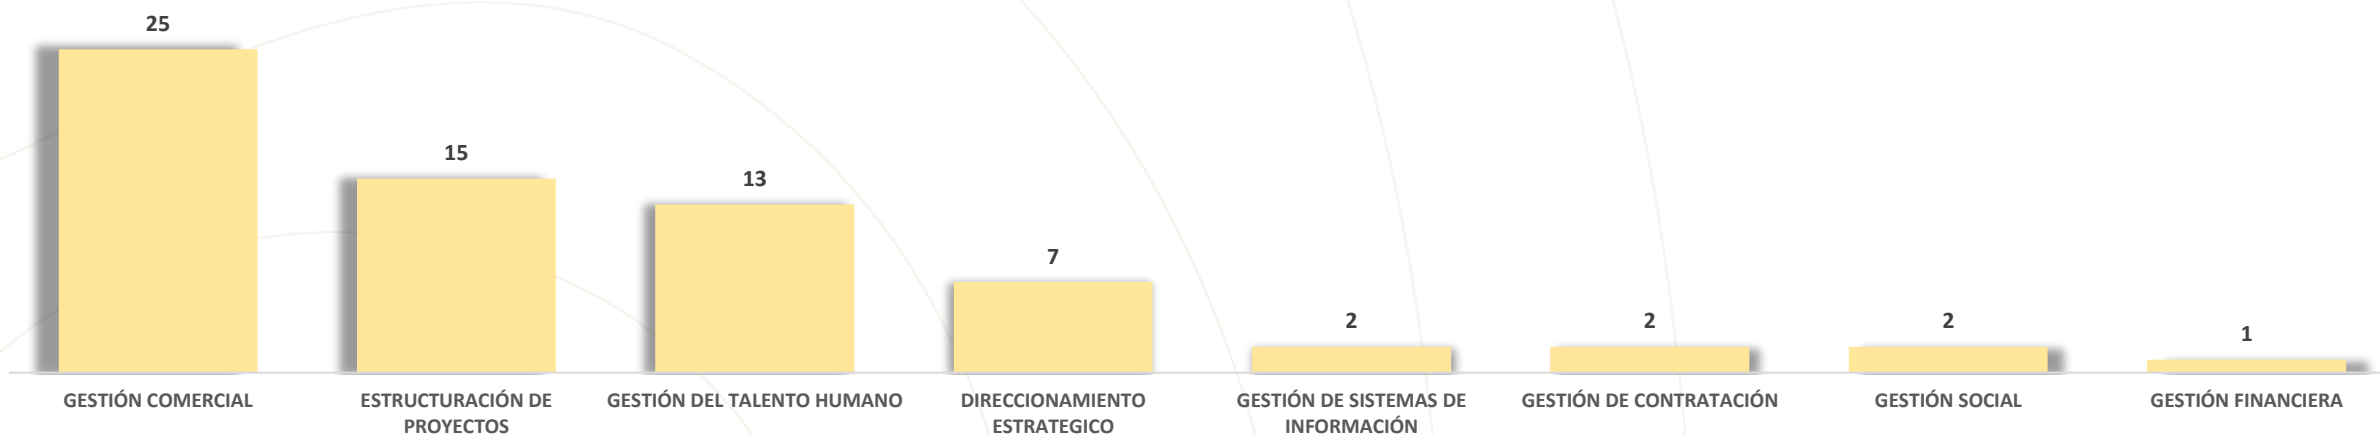 25
15
13
7
2
2
2
1
GESTIÓN COMERCIAL
ESTRUCTURACIÓN DE
PROYECTOS
GESTIÓN DEL TALENTO HUMANO
DIRECCIONAMIENTO
ESTRATEGICO
GESTIÓN DE SISTEMAS DE
INFORMACIÓN
GESTIÓN DE CONTRATACIÓN
GESTIÓN SOCIAL
GESTIÓN FINANCIERA